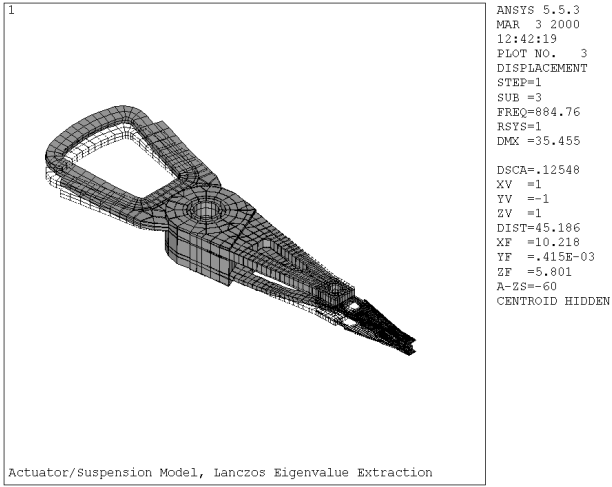 1
ANSYS 5.5.3
MAR  3 2000
12:42:19
PLOT NO.   3
DISPLACEMENT
STEP=1
SUB =3
FREQ=884.76
RSYS=1
DMX =35.455
DSCA=.12548
XV  =1
YV  =-1
ZV  =1
DIST=45.186
XF  =10.218
YF  =.415E-03
ZF  =5.801
A-ZS=-60
CENTROID HIDDEN
Actuator/Suspension Model, Lanczos Eigenvalue Extraction